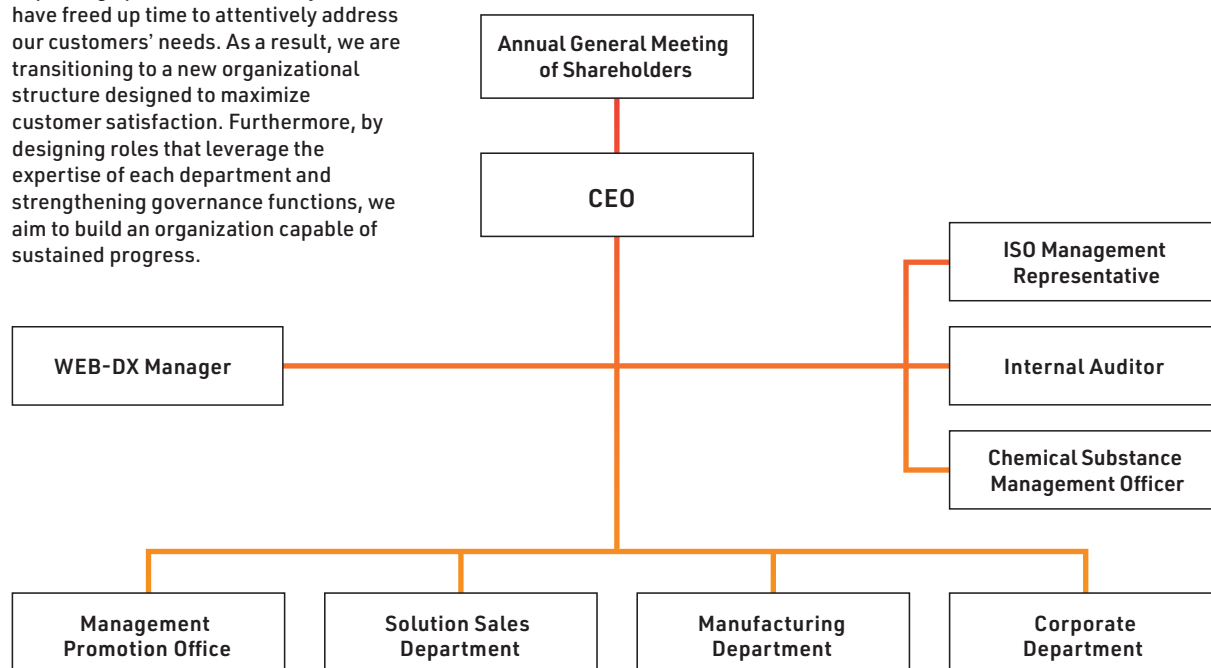 have freed up time to attentively address
our customers’ needs. As a result, we are
transitioning to a new organizational
structure designed to maximize
customer satisfaction. Furthermore, by
designing roles that leverage the
expertise of each department and
strengthening governance functions, we
aim to build an organization capable of
sustained progress.
Annual General Meeting
of Shareholders
CEO
ISO Management
Representative
WEB-DX Manager
Internal Auditor
Chemical Substance
Management Officer
Management
Promotion Office
Solution Sales
Department
Manufacturing
Department
Corporate
Department